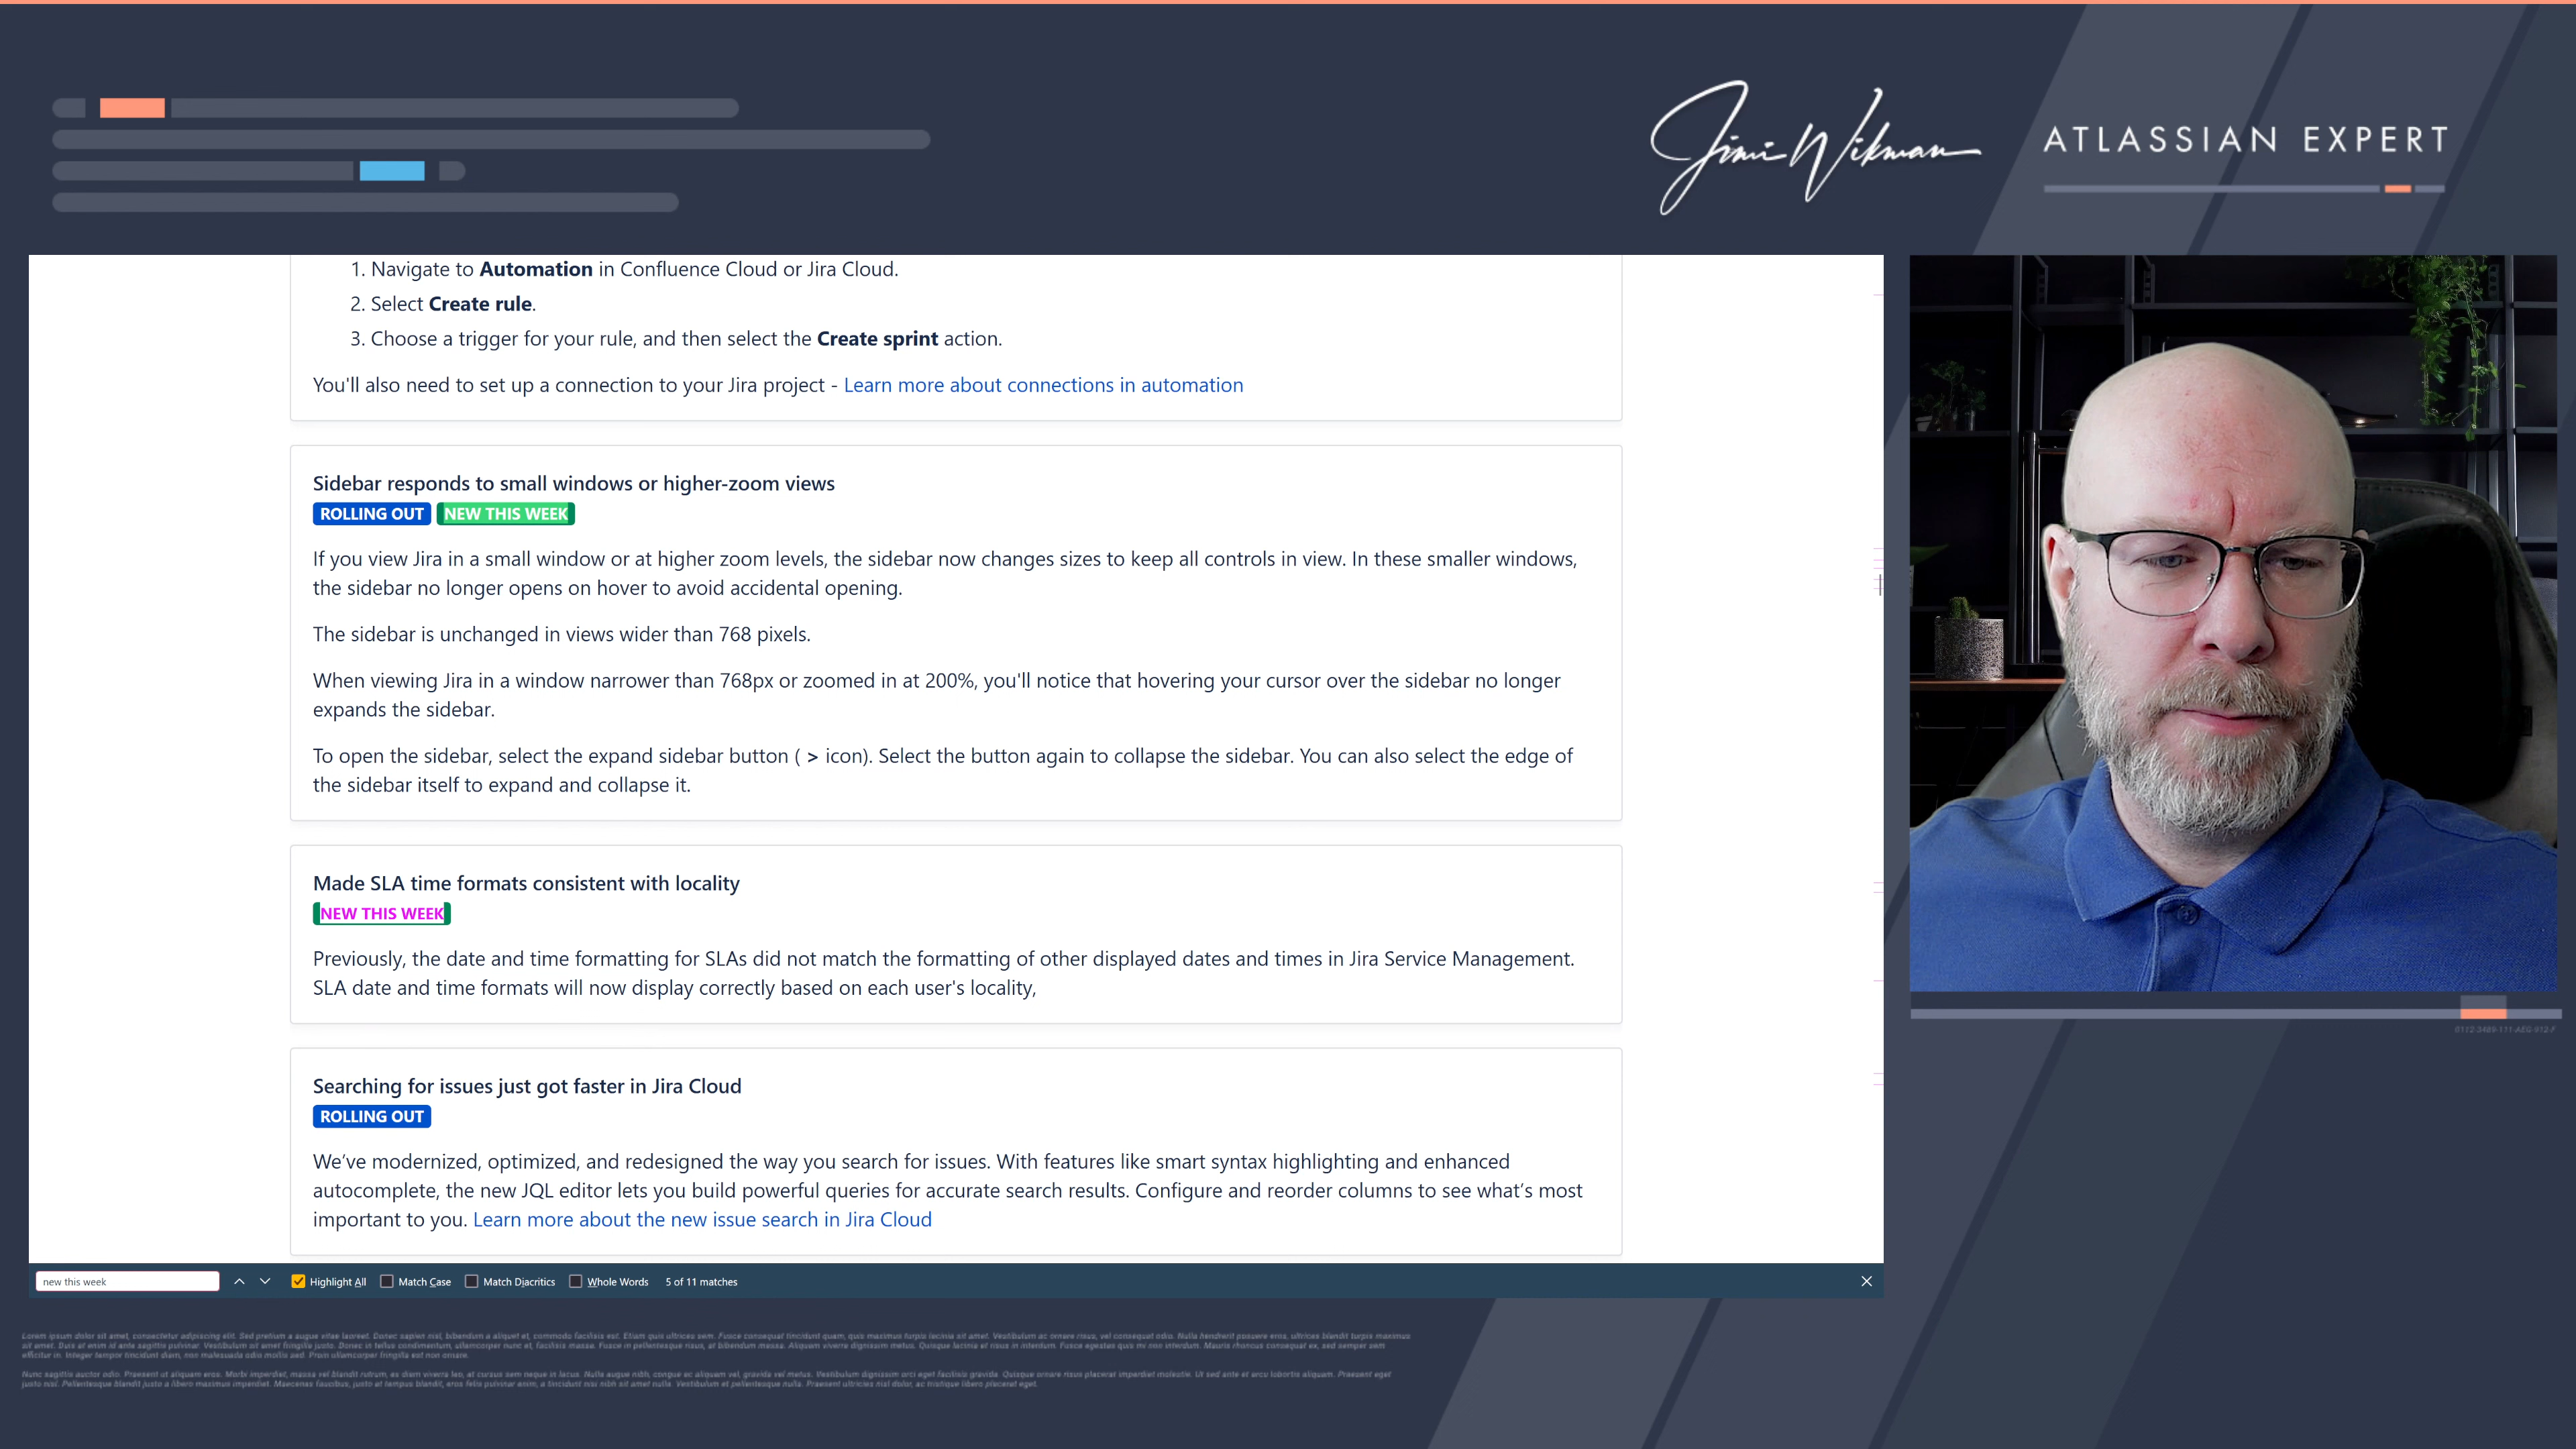 Jimi Wikman
ATLASSIAN EXPERT
1. Navigate to Automation in Confluence Cloud or Jira Cloud.
2. Select Create rule.
3. Choose a trigger for your rule, and then select the Create sprint action.
You'll also need to set up a connection to your Jira project - Learn more about connections in automation
Sidebar responds to small windows or higher-zoom views
ROLLING OUT NEW THIS WEEK
If you view Jira in a small window or at higher zoom levels, the sidebar now changes sizes to keep all controls in view. In these smaller windows,
the sidebar no longer opens on hover to avoid accidental opening.
The sidebar is unchanged in views wider than 768 pixels.
When viewing Jira in a window narrower than 768px or zoomed in at 200%, you'll notice that hovering your cursor over the sidebar no longer
expands the sidebar.
To open the sidebar, select the expand sidebar button ( > icon). Select the button again to collapse the sidebar. You can also select the edge of
the sidebar itself to expand and collapse it.
Made SLA time formats consistent with locality
NEW THIS WEEK
Previously, the date and time formatting for SLAs did not match the formatting of other displayed dates and times in Jira Service Management.
SLA date and time formats will now display correctly based on each user's locality,
Searching for issues just got faster in Jira Cloud
ROLLING OUT
We’ve modernized, optimized, and redesigned the way you search for issues. With features like smart syntax highlighting and enhanced
autocomplete, the new JQL editor lets you build powerful queries for accurate search results. Configure and reorder columns to see what’s most
important to you. Learn more about the new issue search in Jira Cloud
new this week Highlight All Match Case Match Diacritics Whole Words 5 of 11 matches